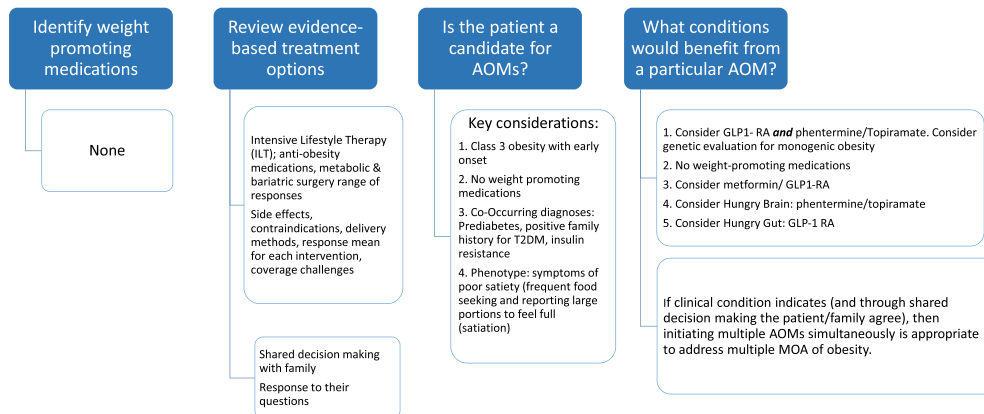 Identify weight
promoting
medications
None
Review evidence-
based treatment
options
Intensive Lifestyle Therapy
(ILT); anti-obesity
medications, metabolic &
bariatric surgery range of
responses
Side effects,
contraindications, delivery
methods, response mean
for each intervention,
coverage challenges
Shared decision making
with family
Response to their
questions
Is the patient a
candidate for
AOMs?
Key considerations:
1. Class 3 obesity with early
onset
2. No weight promoting
medications
3. Co-Occurring diagnoses:
Prediabetes, positive family
history for T2DM, insulin
resistance
4. Phenotype: symptoms of
poor satiety (frequent food
seeking and reporting large
portions to feel full
(satiation)
What conditions
would benefit from
a particular AOM?
1. Consider GLP1- RA and phentermine/Topiramate. Consider
genetic evaluation for monogenic obesity
2. No weight-promoting medications
3. Consider metformin/ GLP1-RA
4. Consider Hungry Brain: phentermine/topiramate
5. Consider Hungry Gut: GLP-1 RA
If clinical condition indicates (and through shared
decision making the patient/family agree), then
initiating multiple AOMs simultaneously is appropriate
to address multiple MOA of obesity.